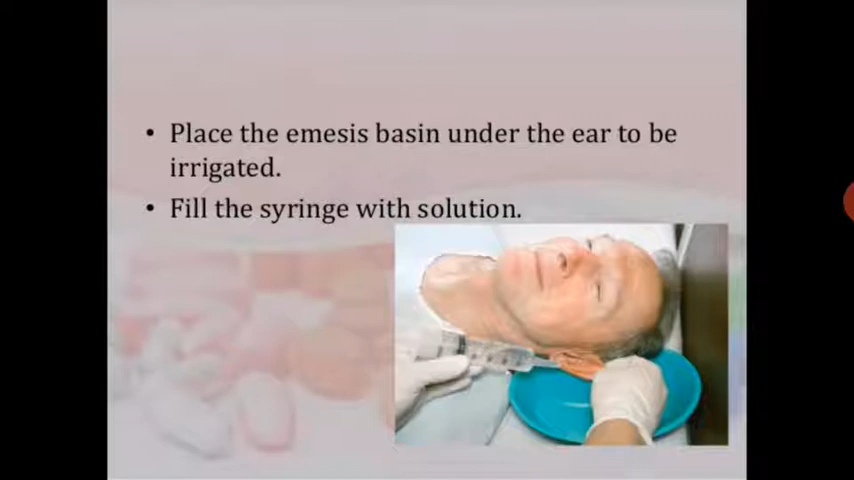 • Place the emesis basin under the ear to be
irrigated.
• Fill the syringe with solution.